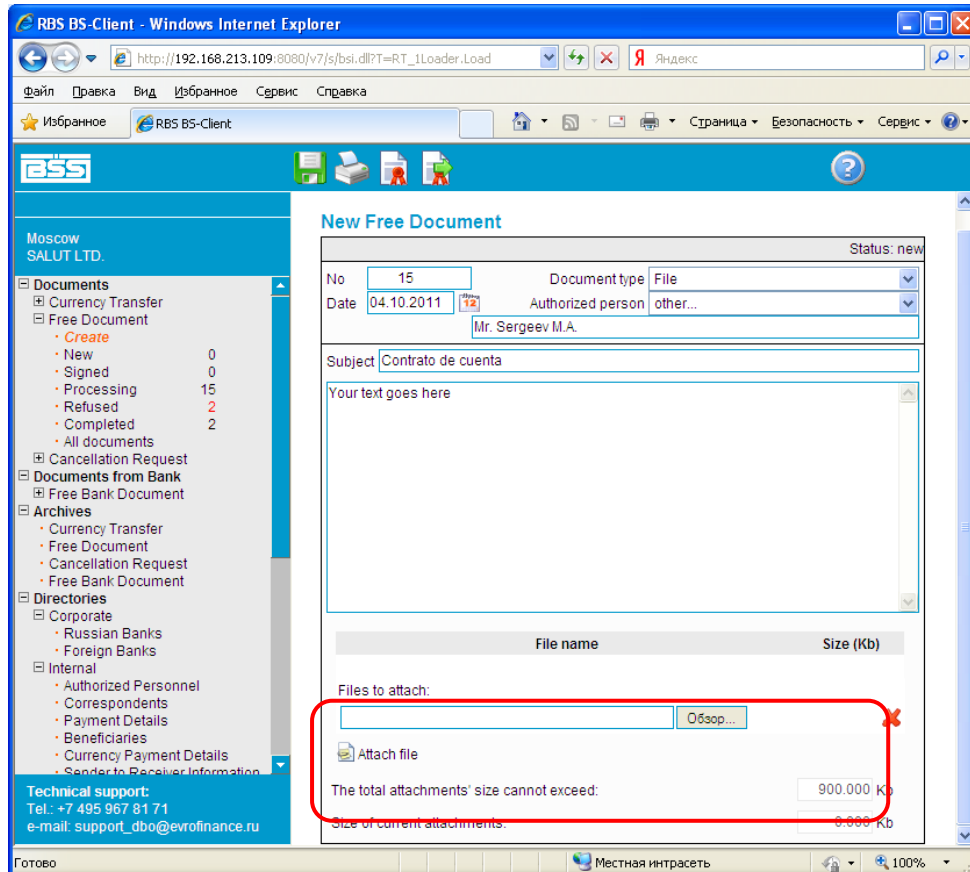 RBS BS-Client - Windows Internet Explorer
http://192.168.213.109:8080/v7/s/bsi.dll?T=RT_1Loader.Load
Я Яндекс
Файл Правка Вид Избранное Сервис Справка
Избранное RBS BS-Client Страница Безопасность Сервис
BSS
Moscow
SALUT LTD.
Documents
Currency Transfer
Free Document
Create
New 0
Signed 0
Processing 15
Refused 2
Completed 2
All documents
Cancellation Request
Documents from Bank
Free Bank Document
Archives
Currency Transfer
Free Document
Cancellation Request
Free Bank Document
Directories
Corporate
Russian Banks
Foreign Banks
Internal
Authorized Personnel
Correspondents
Payment Details
Beneficiaries
Currency Payment Details
Sender to Receiver Information
Technical support:
Tel.: +7 495 967 81 71
e-mail: support_dbo@evrofinance.ru
New Free Document
Status: new
No 15 Document type File
Date 04.10.2011 12 Authorized person other...
Mr. Sergeev M.A.
Subject Contrato de cuenta
Your text goes here
File name Size (Kb)
Files to attach:
Обзор...
Attach file
The total attachments' size cannot exceed: 900.000 Kb
Size of current attachments: 0.000 Kb
Готово Местная интрасеть 100%